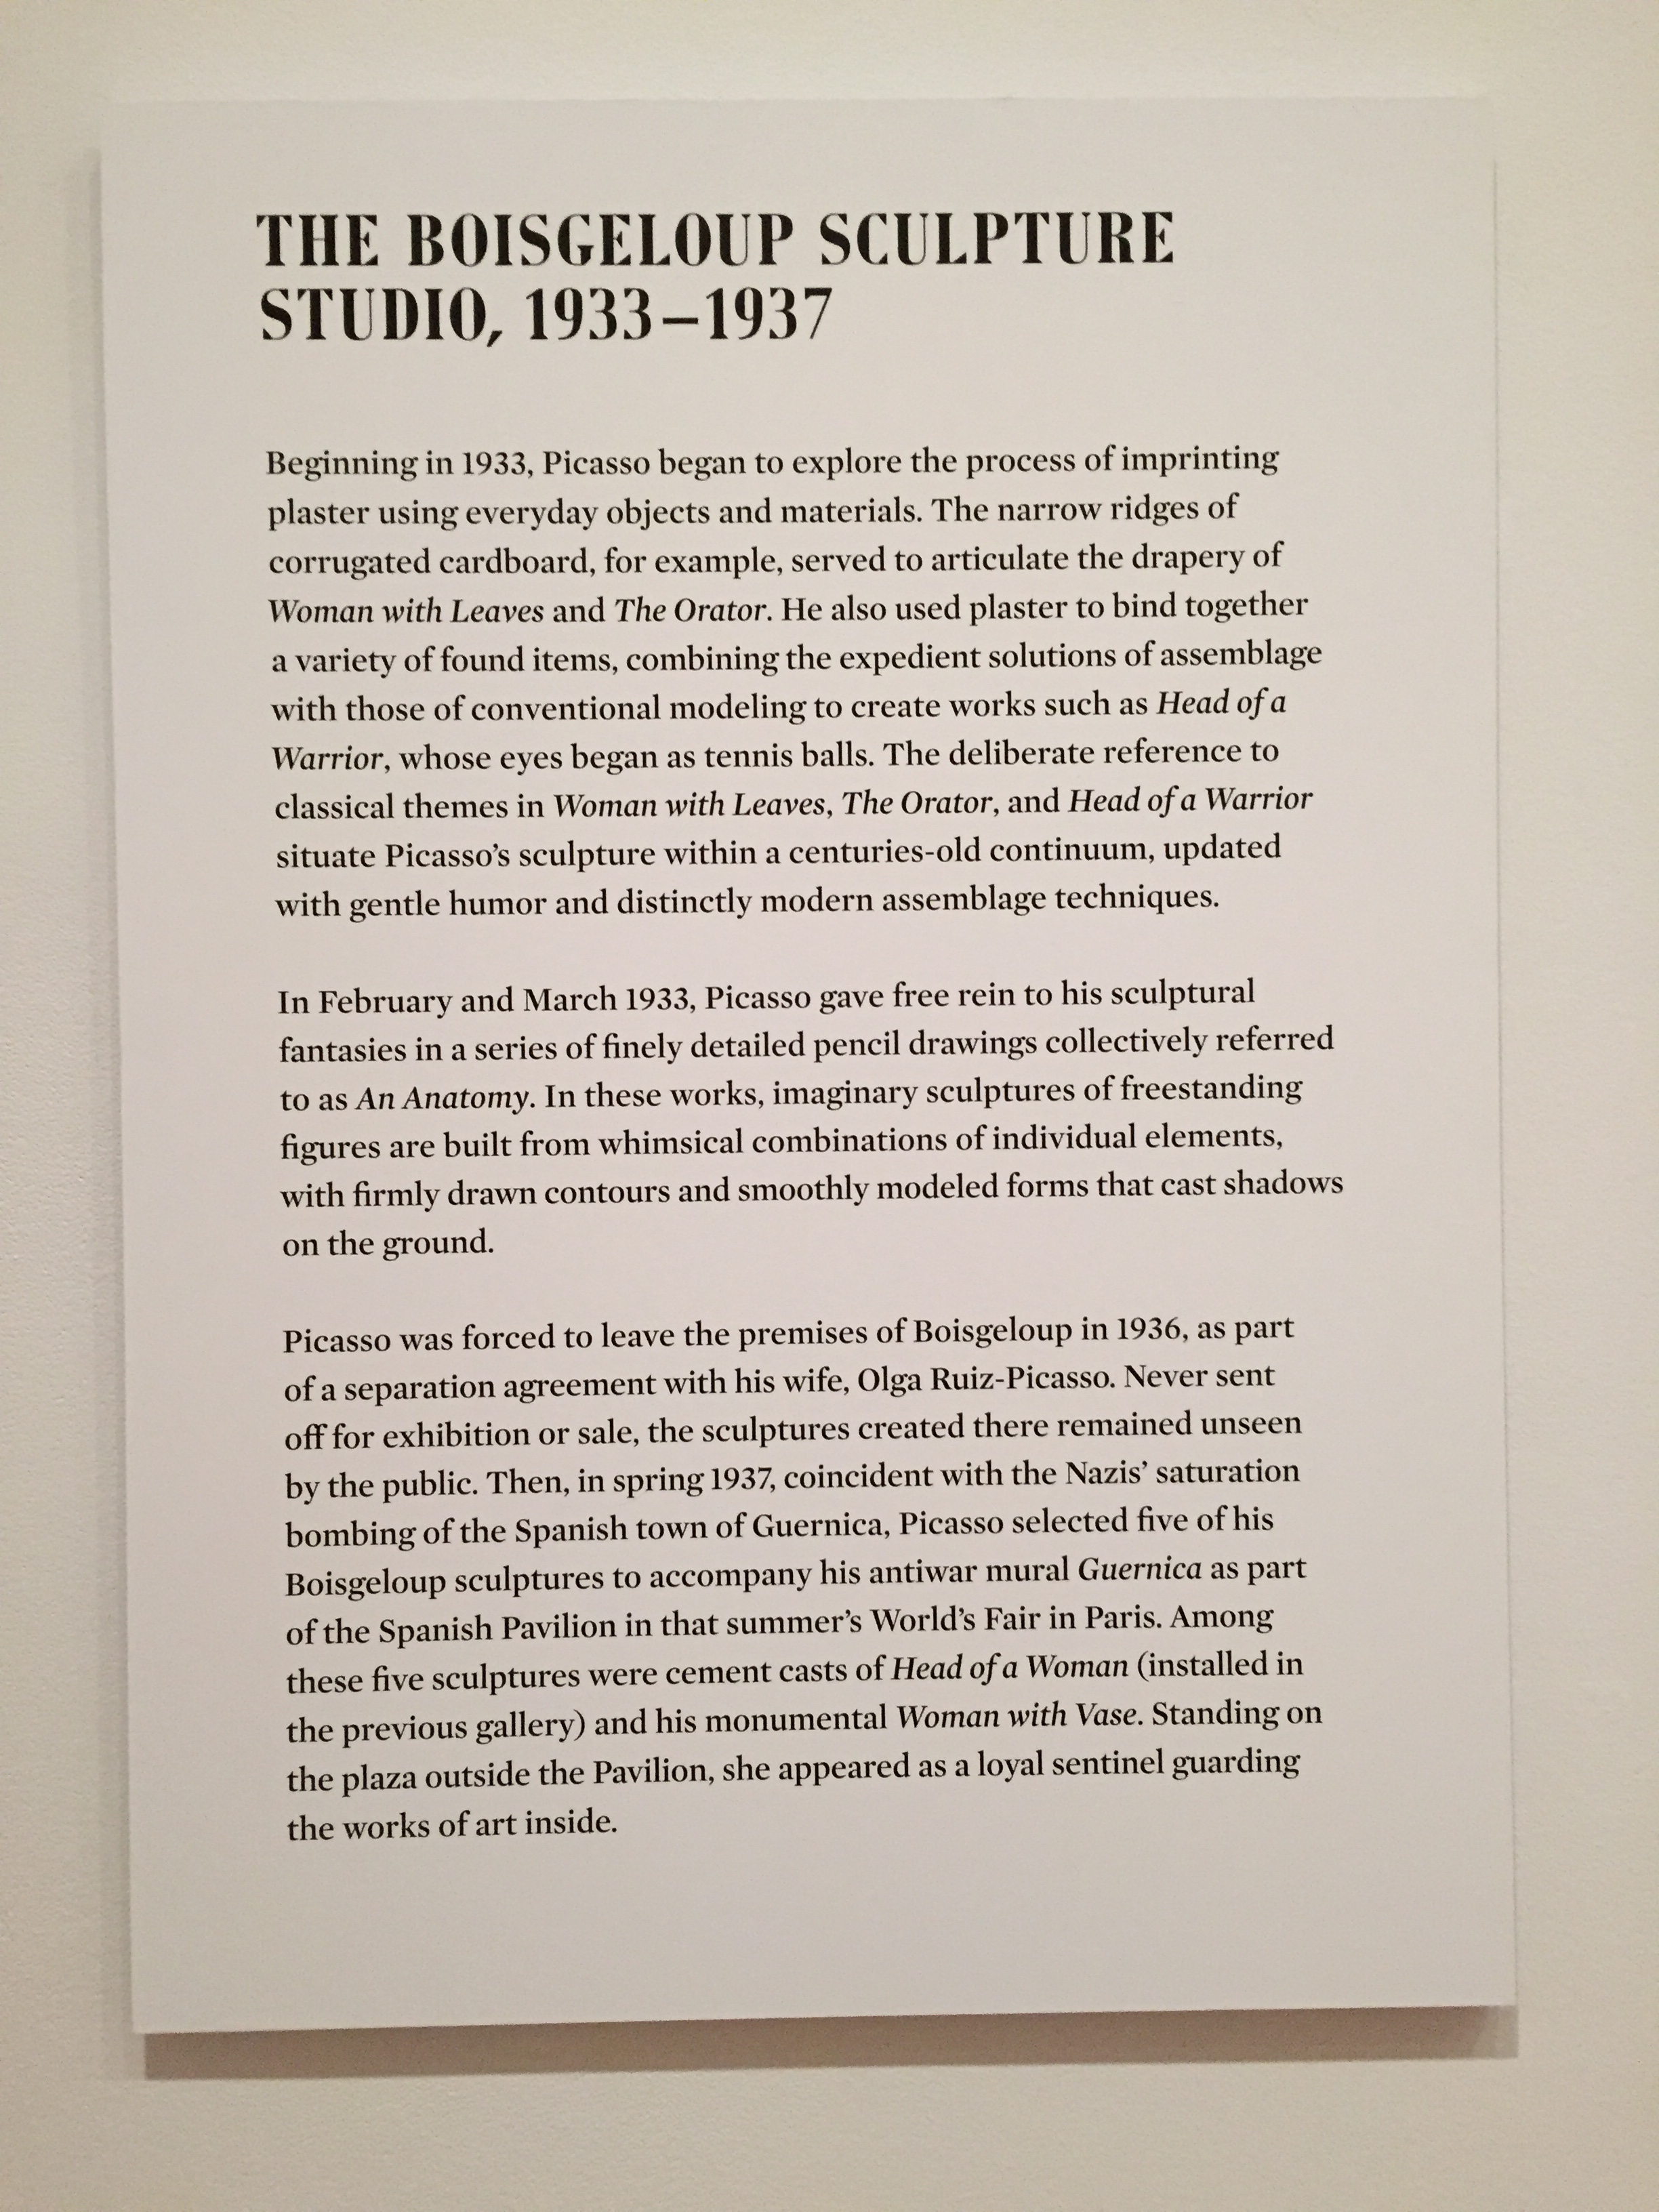 THE BOISGELOUP SCULPTURE
STUDIO, 1933–1937
Beginning in 1933, Picasso began to explore the process of imprinting
plaster using everyday objects and materials. The narrow ridges of
corrugated cardboard, for example, served to articulate the drapery of
Woman with Leaves and The Orator. He also used plaster to bind together
a variety of found items, combining the expedient solutions of assemblage
with those of conventional modeling to create works such as Head of a
Warrior, whose eyes began as tennis balls. The deliberate reference to
classical themes in Woman with Leaves, The Orator, and Head of a Warrior
situate Picasso’s sculpture within a centuries-old continuum, updated
with gentle humor and distinctly modern assemblage techniques.
In February and March 1933, Picasso gave free rein to his sculptural
fantasies in a series of finely detailed pencil drawings collectively referred
to as An Anatomy. In these works, imaginary sculptures of freestanding
figures are built from whimsical combinations of individual elements,
with firmly drawn contours and smoothly modeled forms that cast shadows
on the ground.
Picasso was forced to leave the premises of Boisgeloup in 1936, as part
of a separation agreement with his wife, Olga Ruiz-Picasso. Never sent
off for exhibition or sale, the sculptures created there remained unseen
by the public. Then, in spring 1937, coincident with the Nazis’ saturation
bombing of the Spanish town of Guernica, Picasso selected five of his
Boisgeloup sculptures to accompany his antiwar mural Guernica as part
of the Spanish Pavilion in that summer’s World’s Fair in Paris. Among
these five sculptures were cement casts of Head of a Woman (installed in
the previous gallery) and his monumental Woman with Vase. Standing on
the plaza outside the Pavilion, she appeared as a loyal sentinel guarding
the works of art inside.